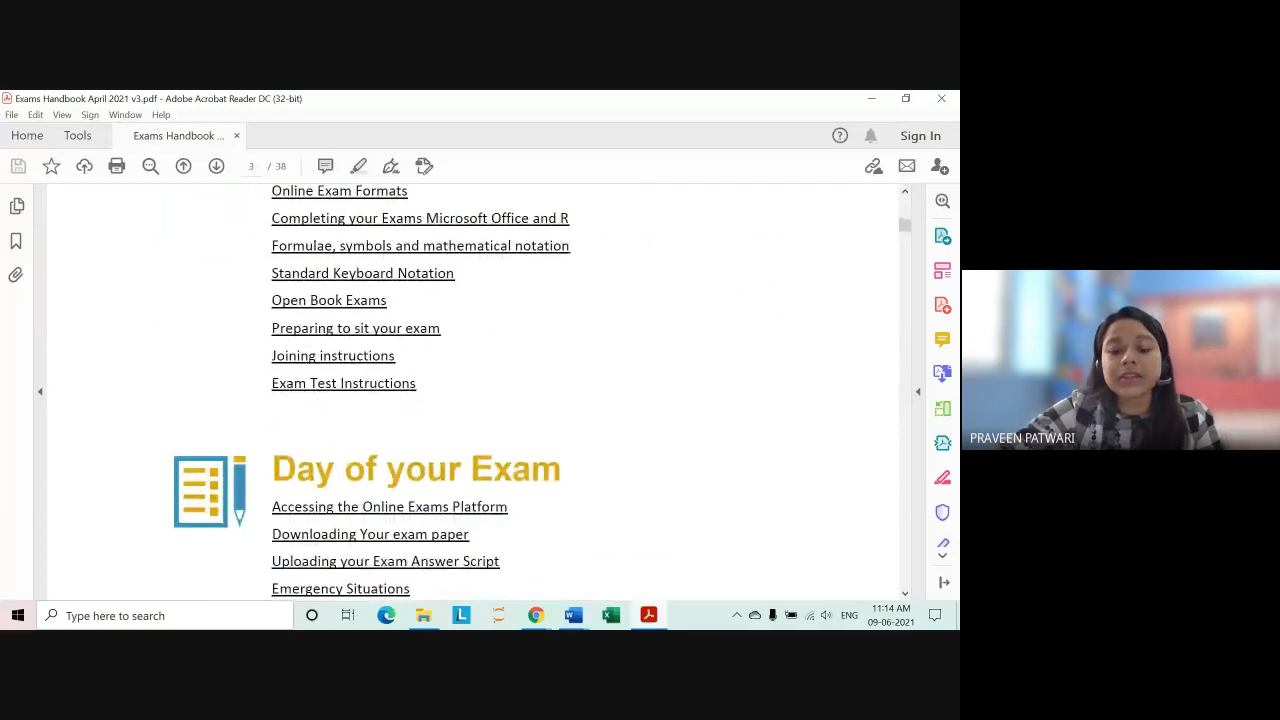 Exams Handbook April 2021 v3.pdf - Adobe Acrobat Reader DC (32-bit)
File Edit View Sign Window Help
Home Tools Exams Handbook ... × Sign In
3 / 38
Online Exam Formats
Completing your Exams Microsoft Office and R
Formulae, symbols and mathematical notation
Standard Keyboard Notation
Open Book Exams
Preparing to sit your exam
Joining instructions
Exam Test Instructions
Day of your Exam
Accessing the Online Exams Platform
Downloading Your exam paper
Uploading your Exam Answer Script
Emergency Situations
PRAVEEN PATWARI
Type here to search
ENG
11:14 AM
09-06-2021